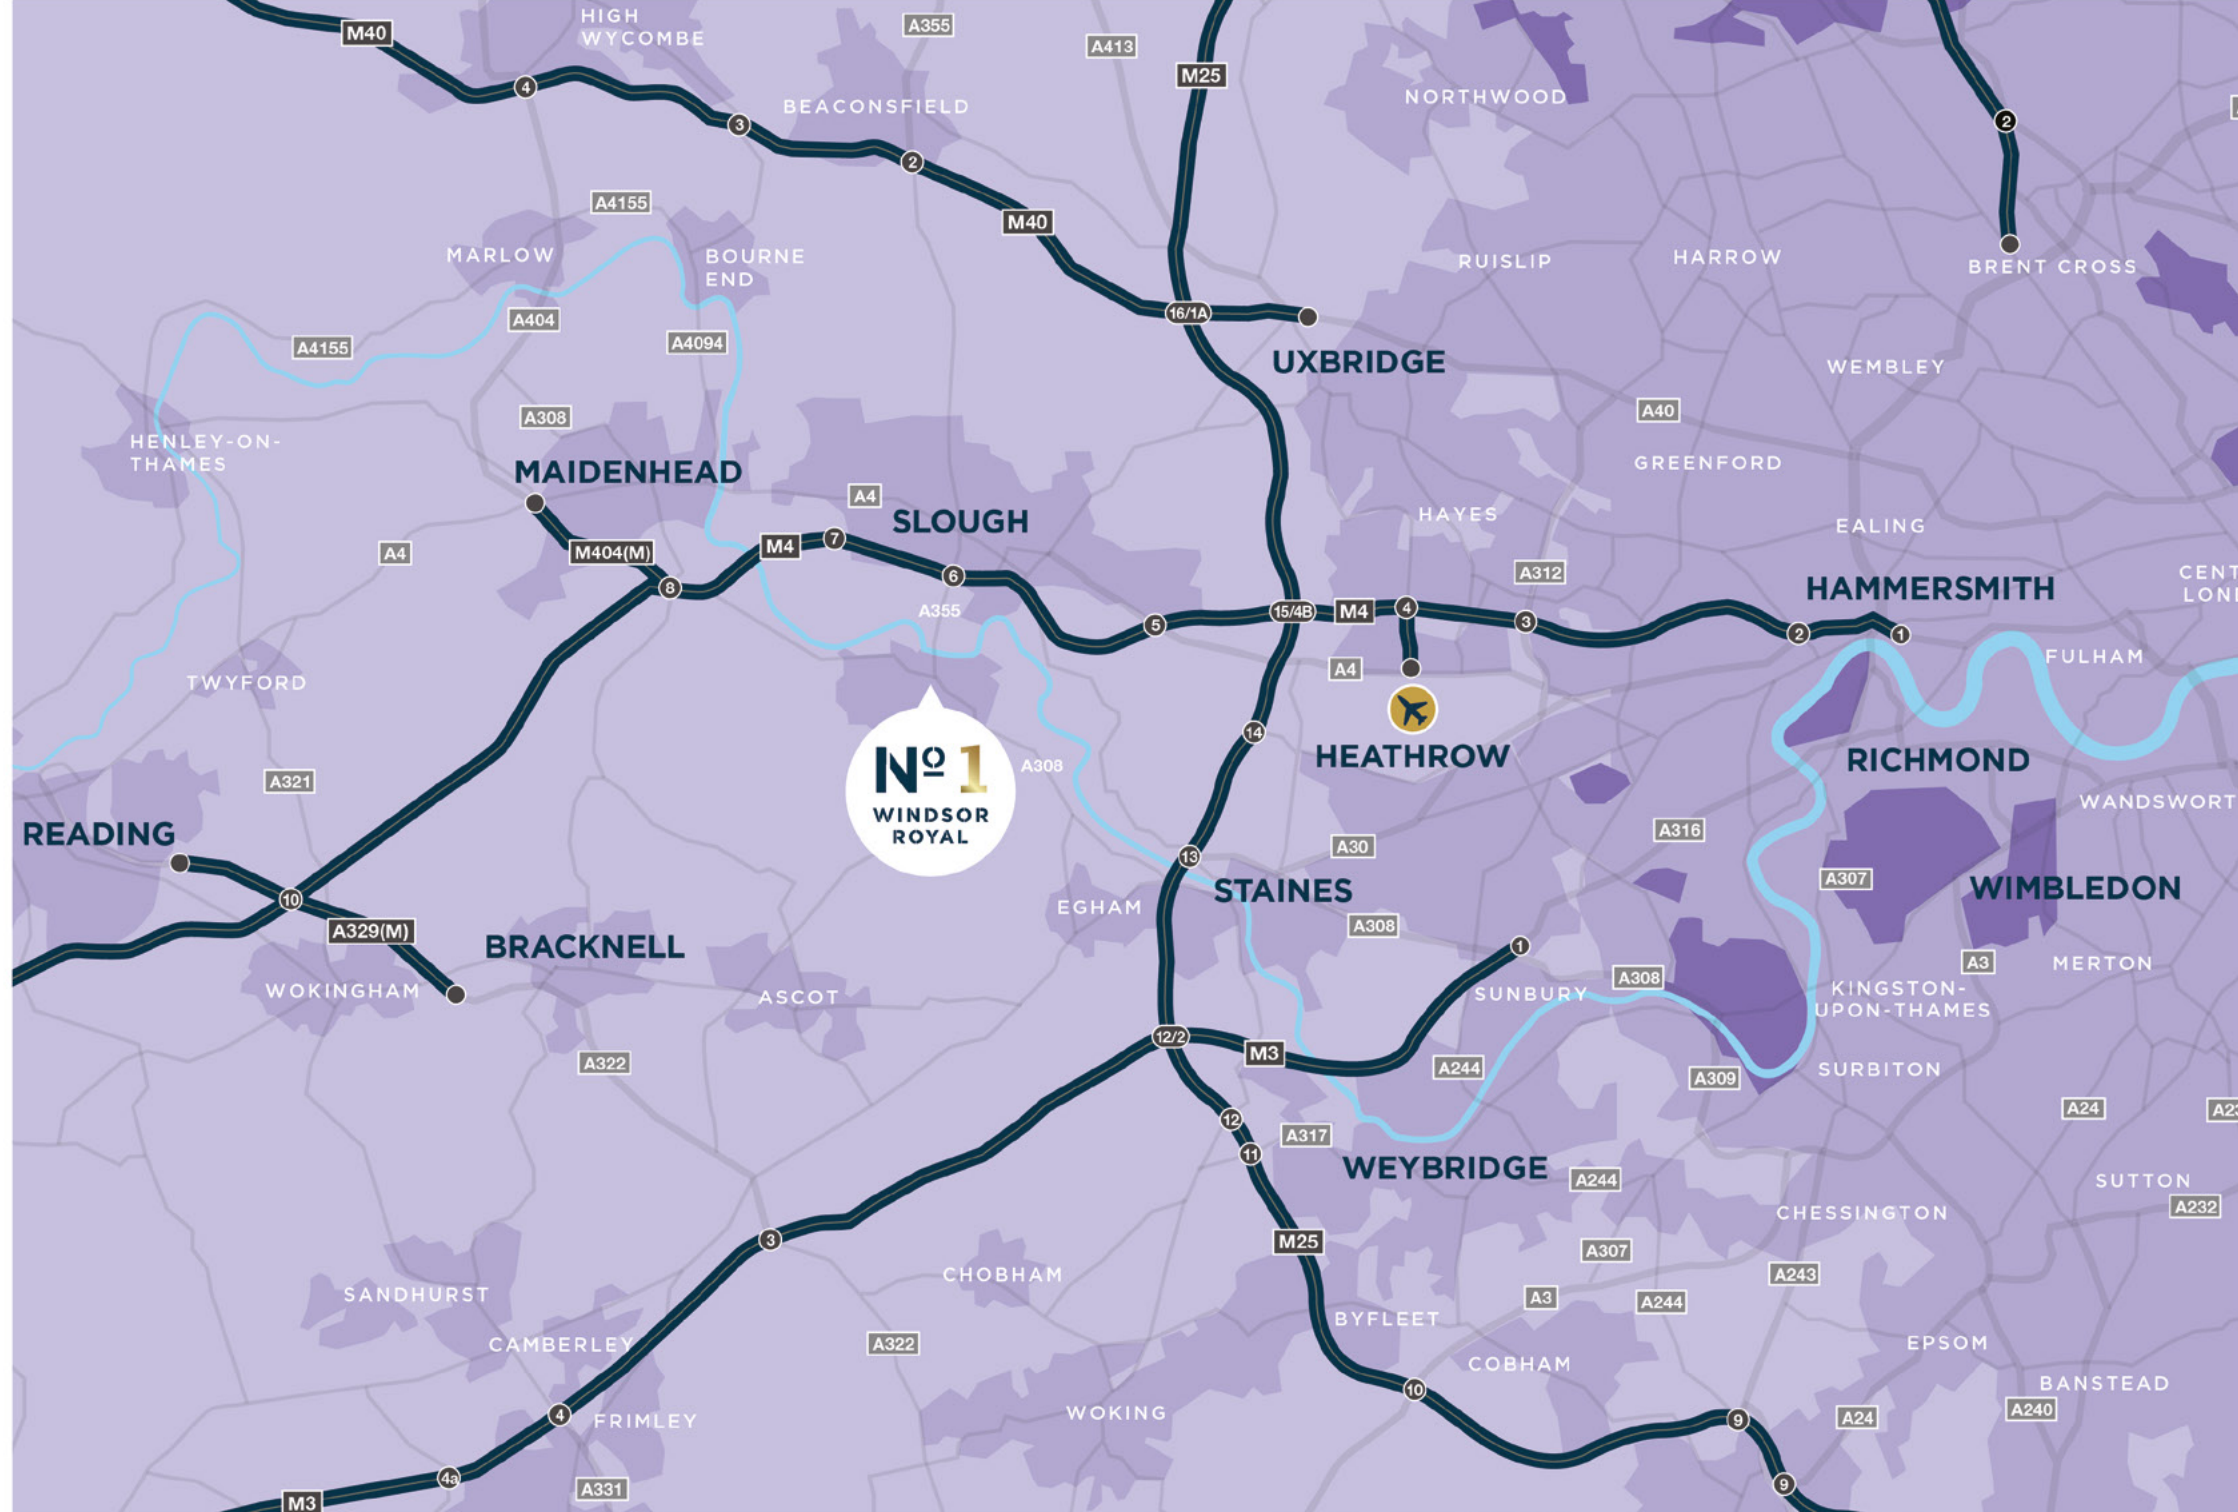 HIGH
WYCOMBE
A355
A413
M40
M25
4
BEACONSFIELD
NORTHWOOD
3
2
2
A4155
M40
MARLOW
BOURNE
END
RUISLIP
HARROW
BRENT CROSS
A404
16/1A
A4155
A4094
UXBRIDGE
WEMBLEY
A308
A40
HENLEY-ON-
THAMES
MAIDENHEAD
GREENFORD
A4
SLOUGH
HAYES
EALING
A4
M404(M)
M4
7
6
A312
CENT
LON
8
HAMMERSMITH
A355
5
15/4B
M4
4
3
2
1
FULHAM
TWYFORD
A4
14
HEATHROW
RICHMOND
Nº1
WINDSOR
ROYAL
A308
A321
WANDSWORT
READING
A30
A316
13
STAINES
A307
WIMBLEDON
10
EGHAM
A329(M)
A308
BRACKNELL
1
A3
MERTON
WOKINGHAM
ASCOT
SUNBURY
A308
KINGSTON-
UPON-THAMES
12/2
M3
A322
A244
A309
SURBITON
12
A317
A24
A23
11
WEYBRIDGE
A244
SUTTON
A232
CHESSINGTON
3
M25
A307
CHOBHAM
A243
SANDHURST
A3
A244
BYFLEET
CAMBERLEY
A322
EPSOM
COBHAM
10
BANSTEAD
4
FRIMLEY
WOKING
9
A24
A240
4a
A331
9
M3